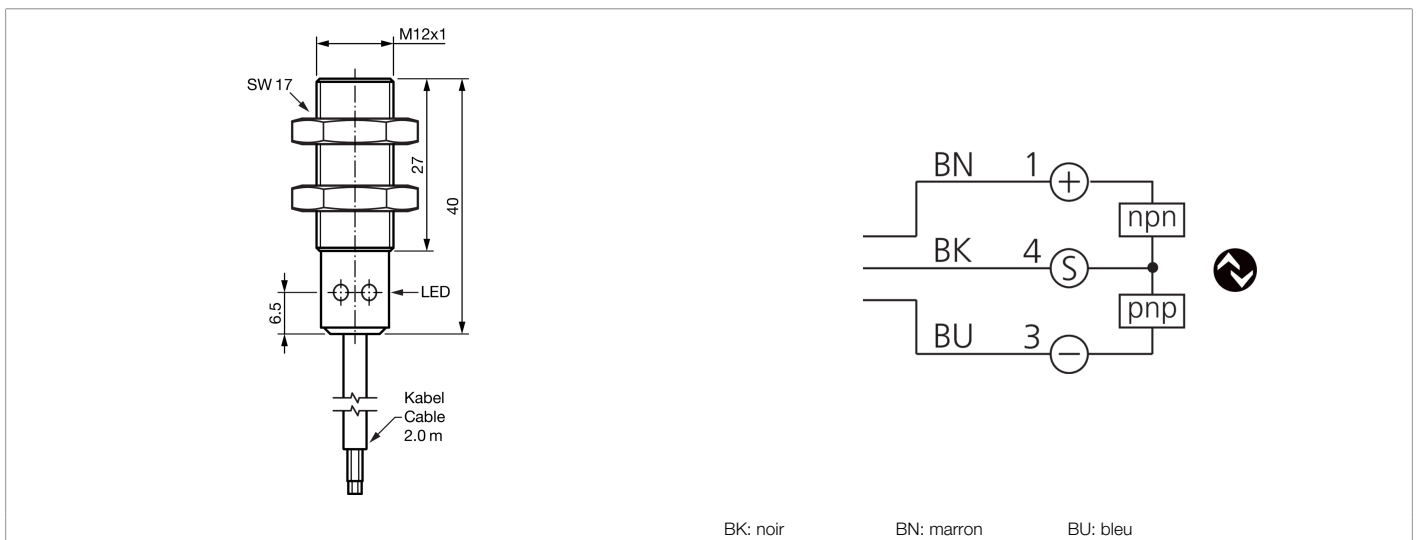 M12x1
SW 17
27
40
LED
6.5
Kabel
Cable
2.0 m
BN 1 +
npn
BK 4 S
pnp
BU 3 −
BK: noir BN: marron BU: bleu